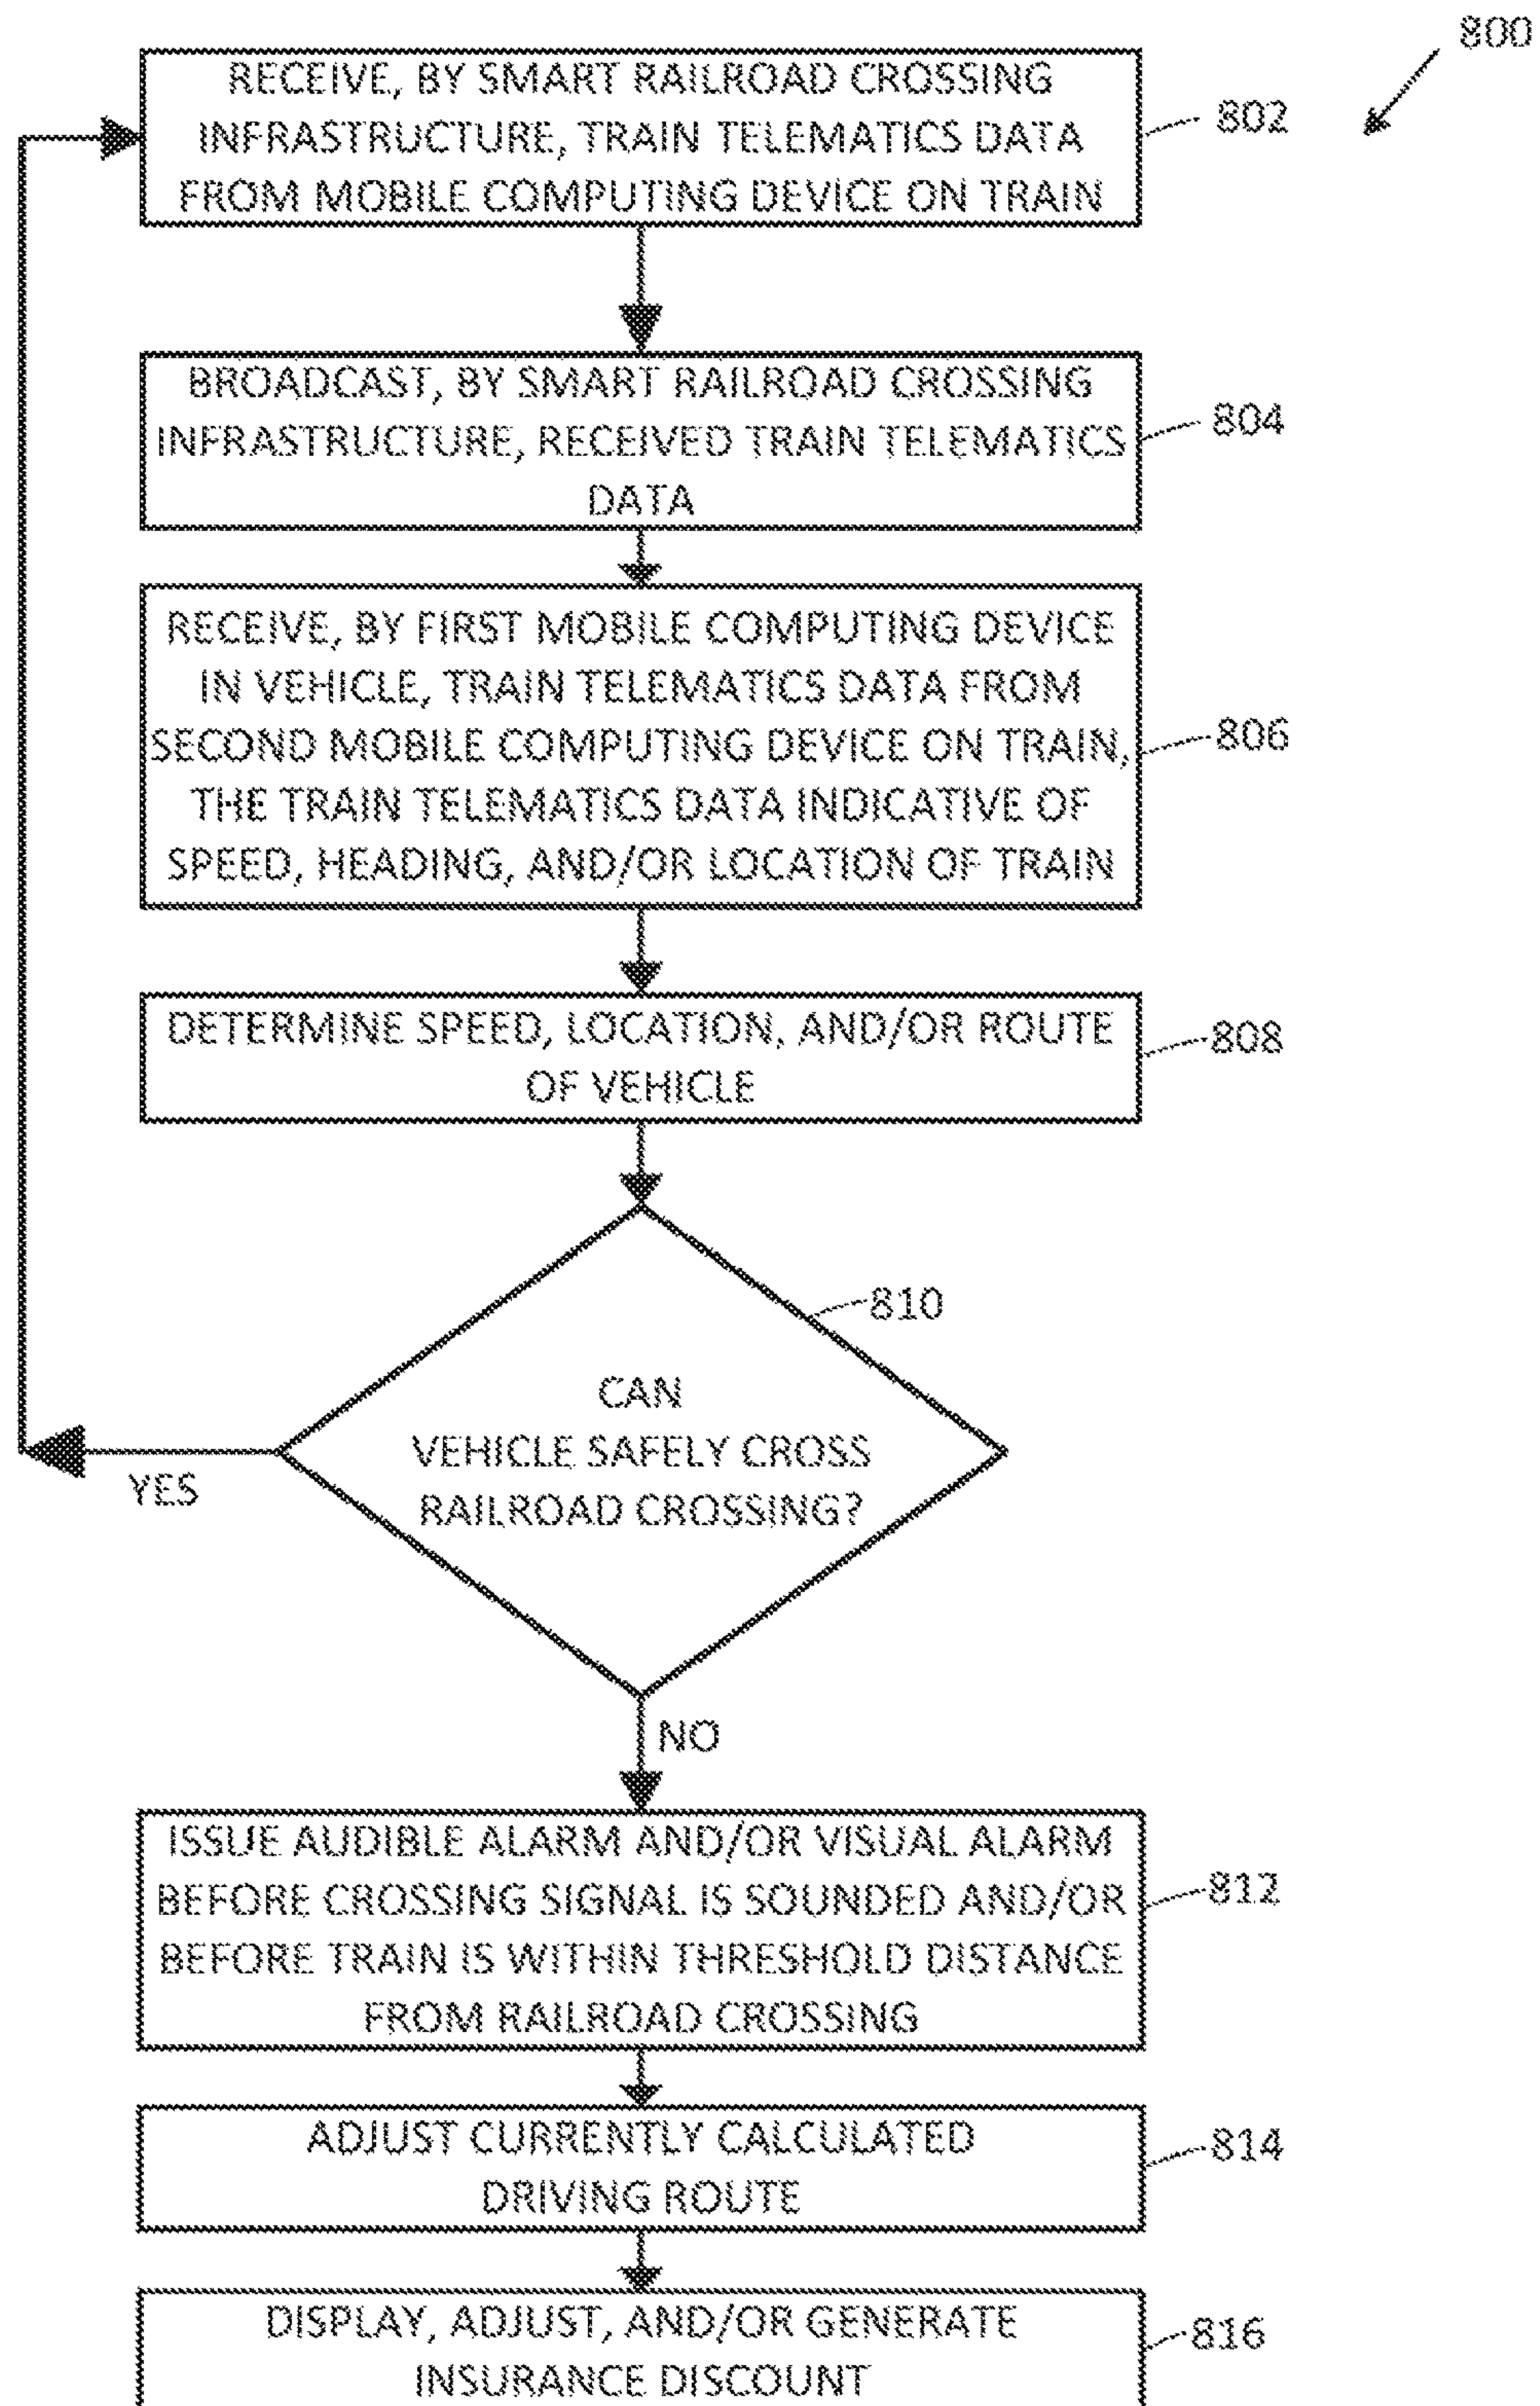 800
RECEIVE, BY SMART RAILROAD CROSSING
INFRASTRUCTURE, TRAIN TELEMATICS DATA
FROM MOBILE COMPUTING DEVICE ON TRAIN
802
BROADCAST, BY SMART RAILROAD CROSSING
INFRASTRUCTURE, RECEIVED TRAIN TELEMATICS
DATA
804
RECEIVE, BY FIRST MOBILE COMPUTING DEVICE
IN VEHICLE, TRAIN TELEMATICS DATA FROM
SECOND MOBILE COMPUTING DEVICE ON TRAIN,
THE TRAIN TELEMATICS DATA INDICATIVE OF
SPEED, HEADING, AND/OR LOCATION OF TRAIN
806
DETERMINE SPEED, LOCATION, AND/OR ROUTE
OF VEHICLE
808
810
CAN
VEHICLE SAFELY CROSS
RAILROAD CROSSING?
YES
NO
ISSUE AUDIBLE ALARM AND/OR VISUAL ALARM
BEFORE CROSSING SIGNAL IS SOUNDED AND/OR
BEFORE TRAIN IS WITHIN THRESHOLD DISTANCE
FROM RAILROAD CROSSING
812
ADJUST CURRENTLY CALCULATED
DRIVING ROUTE
814
DISPLAY, ADJUST, AND/OR GENERATE
INSURANCE DISCOUNT
816